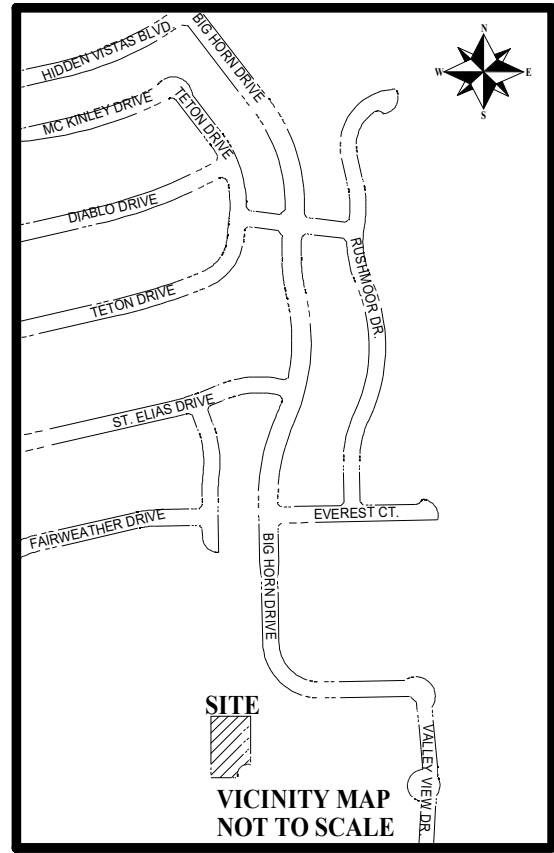 HIDDEN VISTAS BLVD.
BIG HORN DRIVE
N
W
E
S
MC KINLEY DRIVE
TETON DRIVE
DIABLO DRIVE
RUSHMOOR DR.
TETON DRIVE
ST. ELIAS DRIVE
FAIRWEATHER DRIVE
EVEREST CT.
BIG HORN DRIVE
SITE
VALLEY VIEW DR.
VICINITY MAP
NOT TO SCALE